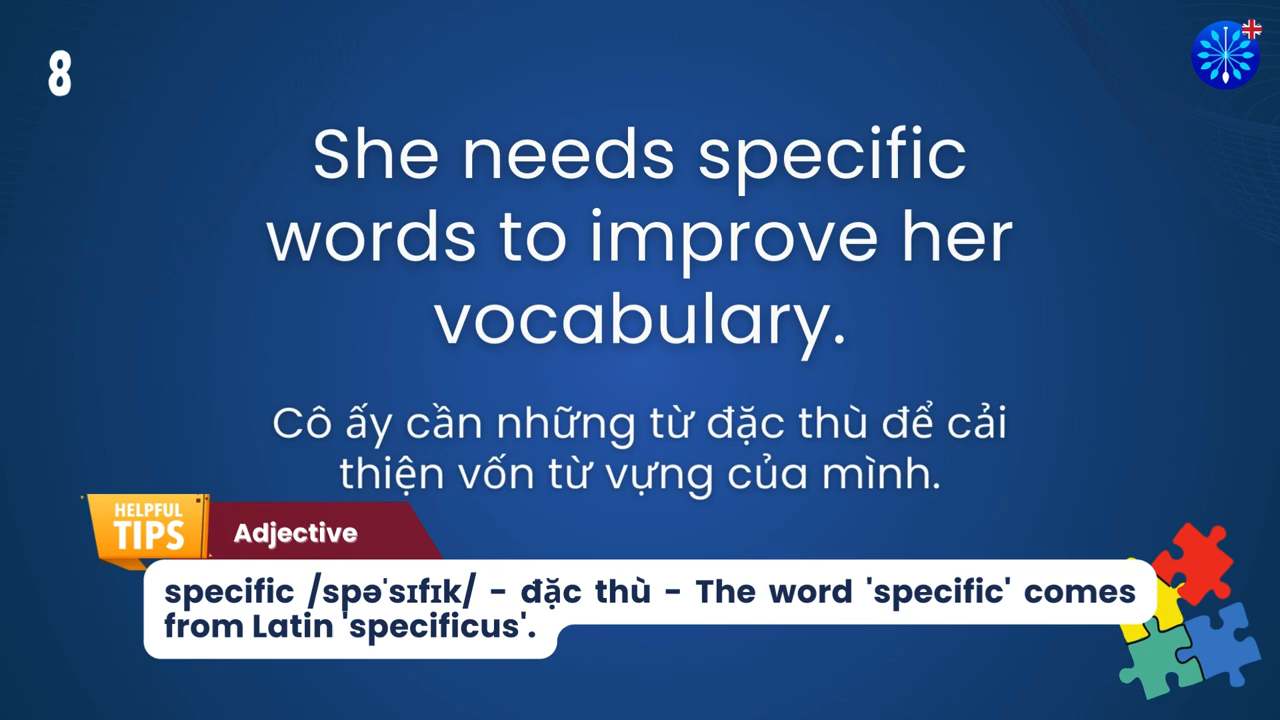 8
She needs specific
words to improve her
vocabulary.
Cô ấy cần những từ đặc thù để cải
thiện vốn từ vựng của mình.
HELPFUL
TIPS
Adjective
specific /spəˈsɪfɪk/ - đặc thù - The word 'specific' comes
from Latin 'specificus'.